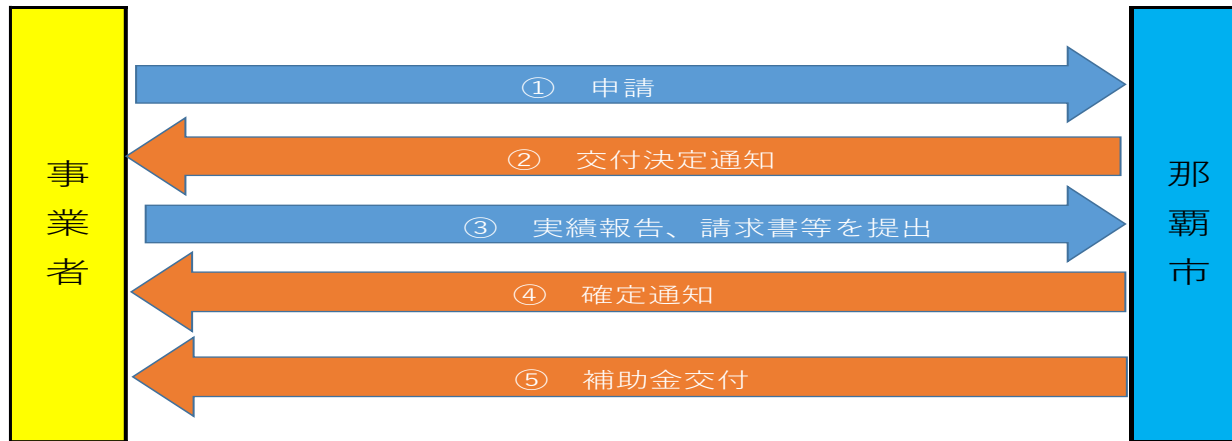 事業者
① 申請
② 交付決定通知
③ 実績報告、請求書等を提出
④ 確定通知
⑤ 補助金交付
那覇市